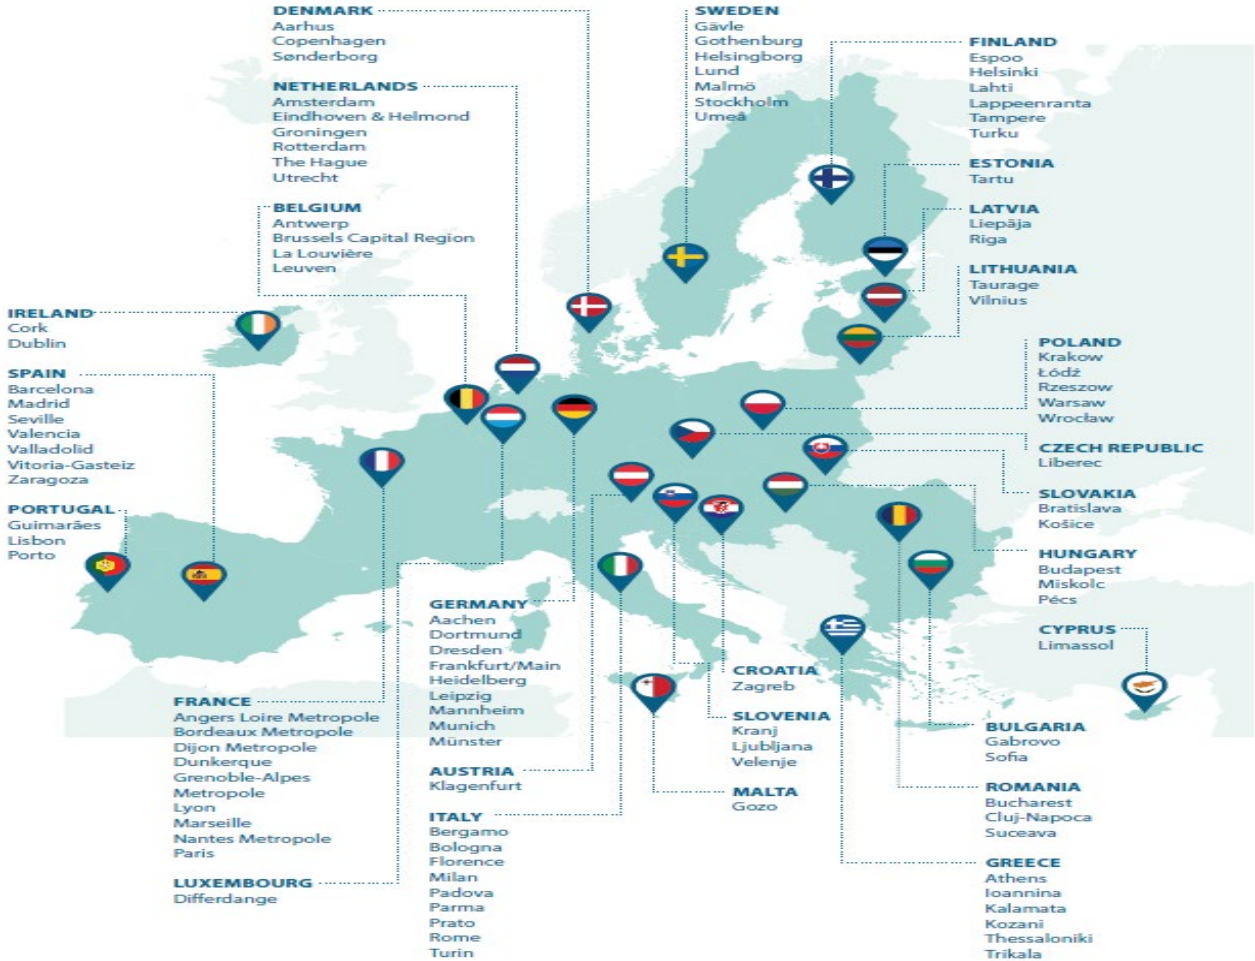 DENMARK
Aarhus
Copenhagen
Sønderborg
NETHERLANDS
Amsterdam
Eindhoven & Helmond
Groningen
Rotterdam
The Hague
Utrecht
BELGIUM
Antwerp
Brussels Capital Region
La Louvière
Leuven
SWEDEN
Gävle
Gothenburg
Helsingborg
Lund
Malmö
Stockholm
Umeå
FINLAND
Espoo
Helsinki
Lahti
Lappeenranta
Tampere
Turku
ESTONIA
Tartu
LATVIA
Liepāja
Riga
LITHUANIA
Taurage
Vilnius
IRELAND
Cork
Dublin
SPAIN
Barcelona
Madrid
Seville
Valencia
Valladolid
Vitoria-Gasteiz
Zaragoza
PORTUGAL
Guimarães
Lisbon
Porto
POLAND
Krakow
Łódź
Rzeszow
Warsaw
Wrocław
CZECH REPUBLIC
Liberec
SLOVAKIA
Bratislava
Košice
HUNGARY
Budapest
Miskolc
Pécs
CYPRUS
Limassol
FRANCE
Angers Loire Metropole
Bordeaux Metropole
Dijon Metropole
Dunkerque
Grenoble-Alpes
Metropole
Lyon
Marseille
Nantes Metropole
Paris
LUXEMBOURG
Differdange
GERMANY
Aachen
Dortmund
Dresden
Frankfurt/Main
Heidelberg
Leipzig
Mannheim
Munich
Münster
AUSTRIA
Klagenfurt
ITALY
Bergamo
Bologna
Florence
Milan
Padova
Parma
Prato
Rome
Turin
CROATIA
Zagreb
SLOVENIA
Kranj
Ljubljana
Velenje
MALTA
Gozo
BULGARIA
Gabrovo
Sofia
ROMANIA
Bucharest
Cluj-Napoca
Suceava
GREECE
Athens
Ioannina
Kalamata
Kozani
Thessaloniki
Trikala